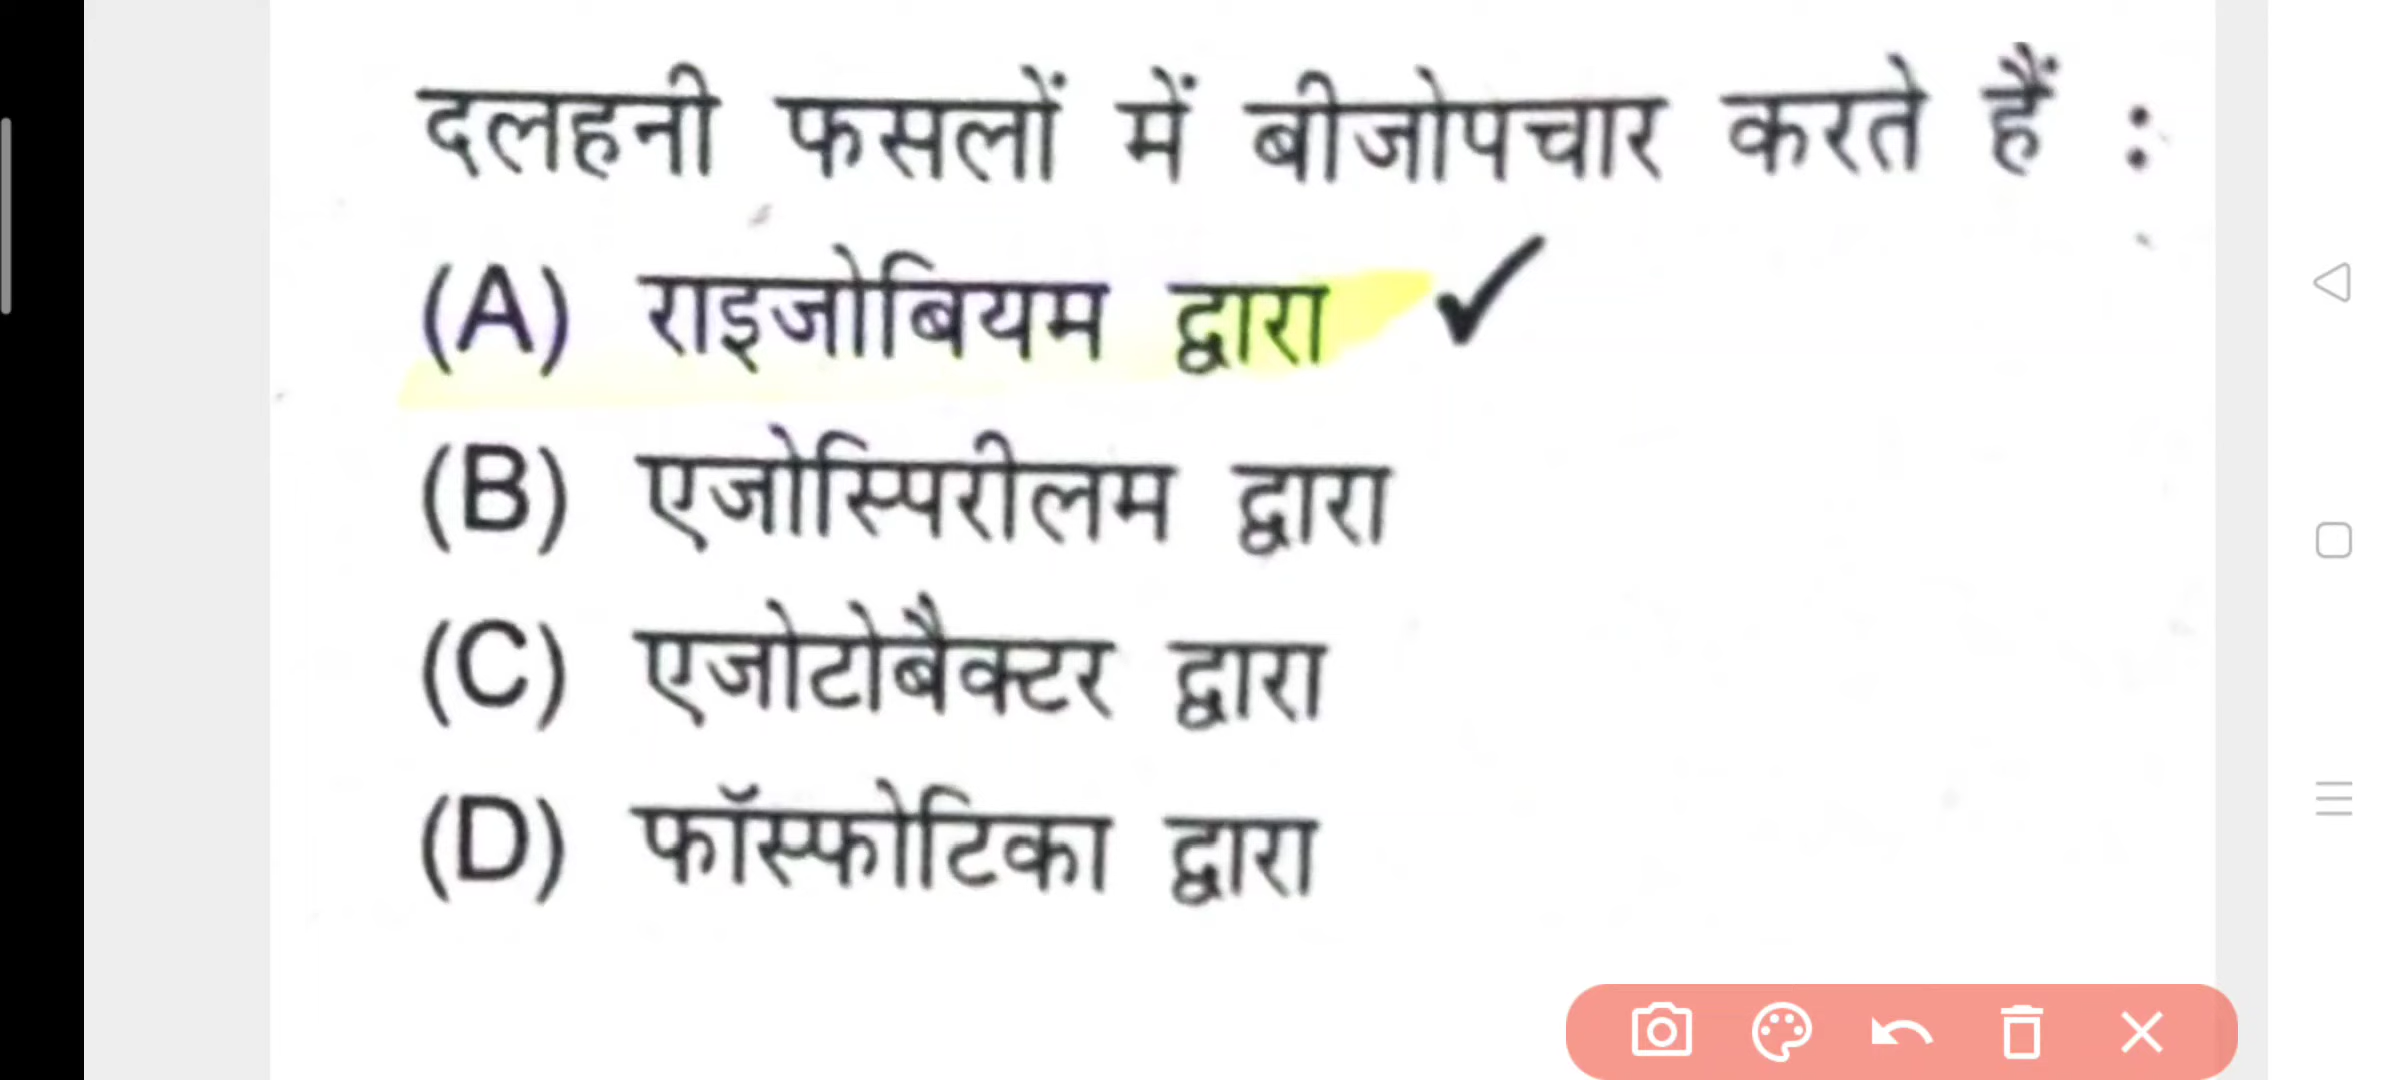 दलहनी फसलों में बीजोपचार करते हैं :
(A) राइजोबियम द्वारा ✓
(B) एजोस्पिरीलम द्वारा
(C) एजोटोबैक्टर द्वारा
(D) फॉस्फोटिका द्वारा